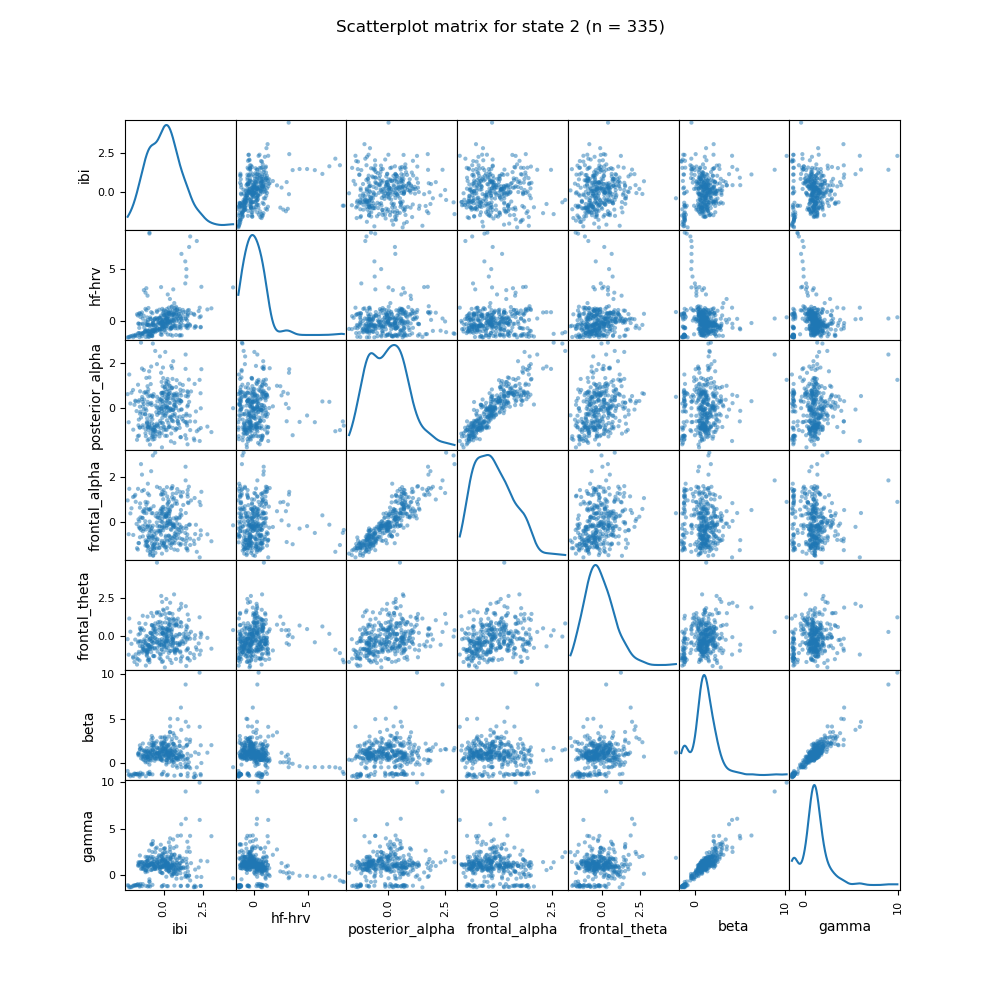 Scatterplot matrix for state 2 (n = 335)
ibi
2.5
0.0
hf-hrv
5
0
posterior_alpha
2
0
frontal_alpha
2
0
frontal_theta
2.5
0.0
beta
10
5
0
gamma
10
5
0
0.0 2.5 0 5 0.0 2.5 0.0 2.5 0.0 2.5 0 10 0 10
ibi hf-hrv posterior_alpha frontal_alpha frontal_theta beta gamma